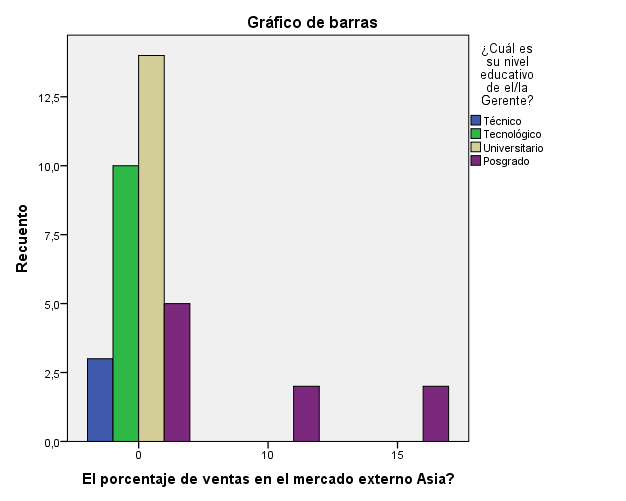 Gráfico de barras
¿Cuál es
su nivel
educativo
de el/la
Gerente?
Técnico
Tecnológico
Universitario
Posgrado
Recuento
12,5
10,0
7,5
5,0
2,5
0,0
0 10 15
El porcentaje de ventas en el mercado externo Asia?